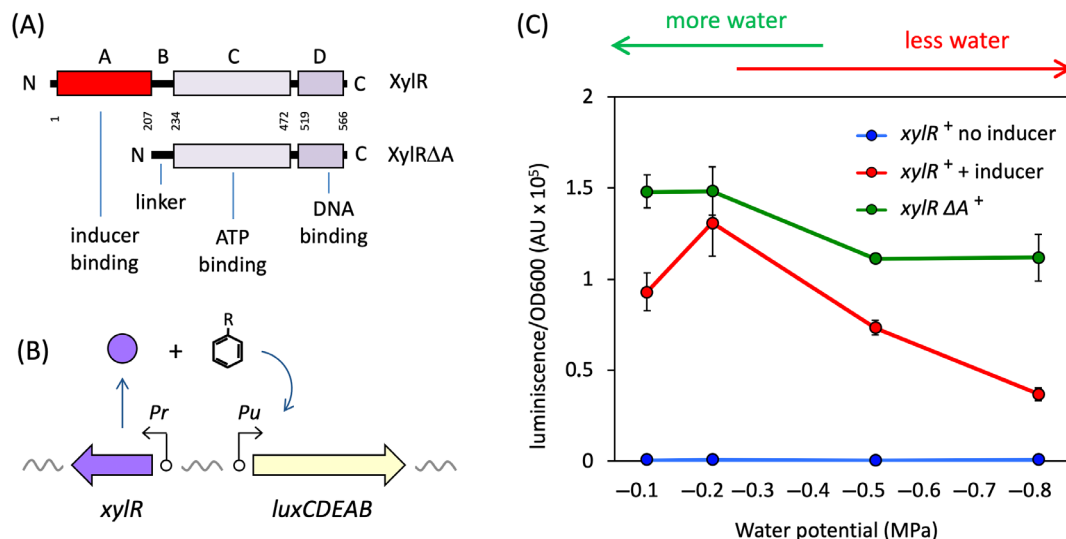 (A)
A B C D
N C XylR
1 207 234 472 519 566
N C XylRΔA
linker
inducer
binding
ATP
binding
DNA
binding
(B)
+
R
Pr Pu
xylR luxCDEAB
(C)
more water
less water
luminiscence/OD600 (AU x 10⁵)
2
1.5
1
0.5
0
xylR⁺ no inducer
xylR⁺ + inducer
xylR ΔA⁺
–0.1 –0.2 –0.3 –0.5 –0.6 –0.7 –0.8
Water potential (MPa)